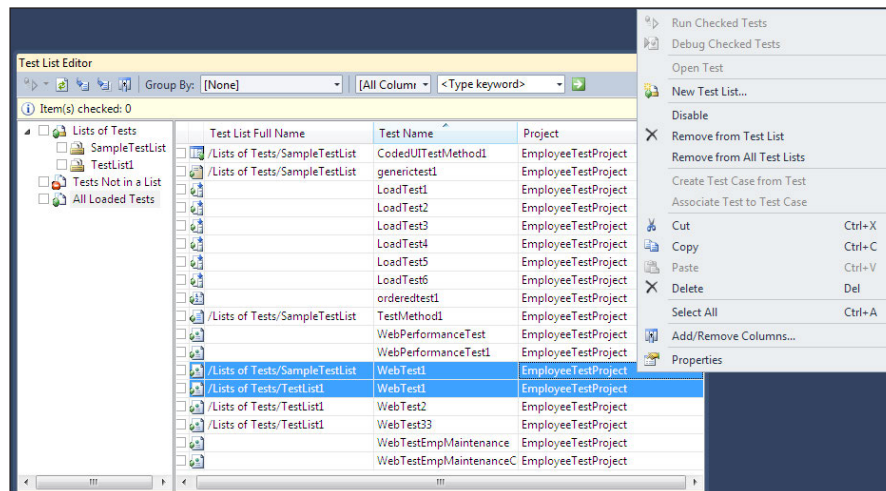 Test List Editor
Group By: [None] [All Colum <Type keyword>
Item(s) checked: 0
Lists of Tests
SampleTestList
TestList1
Tests Not in a List
All Loaded Tests
Test List Full Name Test Name Project
/Lists of Tests/SampleTestList CodedUITestMethod1 EmployeeTestProject
/Lists of Tests/SampleTestList generictest1 EmployeeTestProject
LoadTest1 EmployeeTestProject
LoadTest2 EmployeeTestProject
LoadTest3 EmployeeTestProject
LoadTest4 EmployeeTestProject
LoadTest5 EmployeeTestProject
LoadTest6 EmployeeTestProject
orderedtest1 EmployeeTestProject
/Lists of Tests/SampleTestList TestMethod1 EmployeeTestProject
WebPerformanceTest EmployeeTestProject
WebPerformanceTest1 EmployeeTestProject
/Lists of Tests/SampleTestList WebTest1 EmployeeTestProject
/Lists of Tests/TestList1 WebTest1 EmployeeTestProject
/Lists of Tests/TestList1 WebTest2 EmployeeTestProject
/Lists of Tests/TestList1 WebTest33 EmployeeTestProject
WebTestEmpMaintenance EmployeeTestProject
WebTestEmpMaintenanceC EmployeeTestProject
Run Checked Tests
Debug Checked Tests
Open Test
New Test List...
Disable
Remove from Test List
Remove from All Test Lists
Create Test Case from Test
Associate Test to Test Case
Cut Ctrl+X
Copy Ctrl+C
Paste Ctrl+V
Delete Del
Select All Ctrl+A
Add/Remove Columns...
Properties